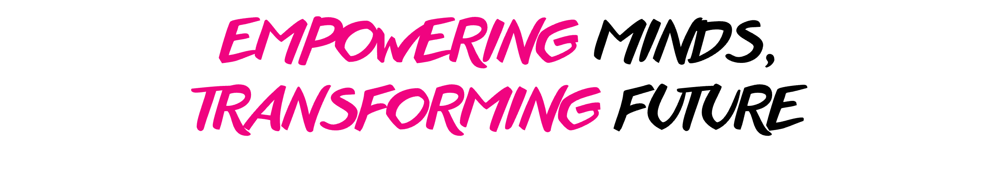 EMPOWERING MINDS,
TRANSFORMING FUTURE